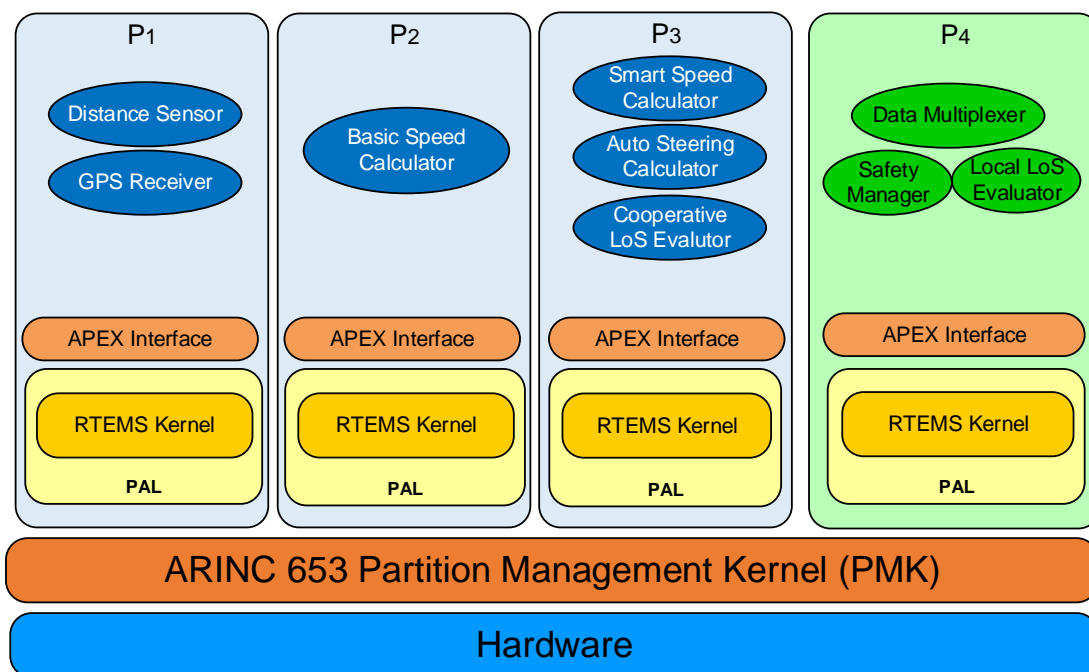 P1
Distance Sensor
GPS Receiver
APEX Interface
RTEMS Kernel
PAL
P2
Basic Speed
Calculator
APEX Interface
RTEMS Kernel
PAL
P3
Smart Speed
Calculator
Auto Steering
Calculator
Cooperative
LoS Evalutor
APEX Interface
RTEMS Kernel
PAL
P4
Data Multiplexer
Safety
Manager
Local LoS
Evaluator
APEX Interface
RTEMS Kernel
PAL
ARINC 653 Partition Management Kernel (PMK)
Hardware